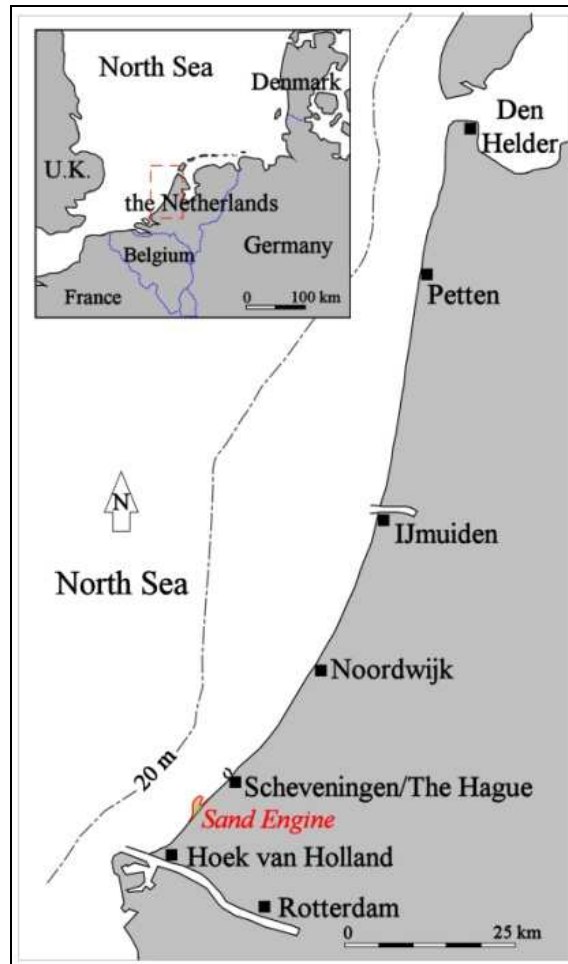 North Sea
Denmark
U.K.
the Netherlands
Belgium
Germany
France
0 100 km
Den
Helder
Petten
N
IJmuiden
North Sea
Noordwijk
20 m
Scheveningen/The Hague
Sand Engine
Hoek van Holland
Rotterdam
0 25 km